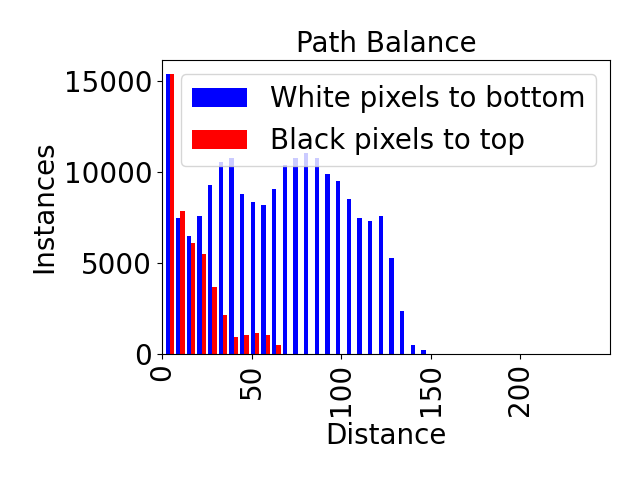 Path Balance
15000
10000
5000
0
Instances
White pixels to bottom
Black pixels to top
0
50
100
150
200
Distance